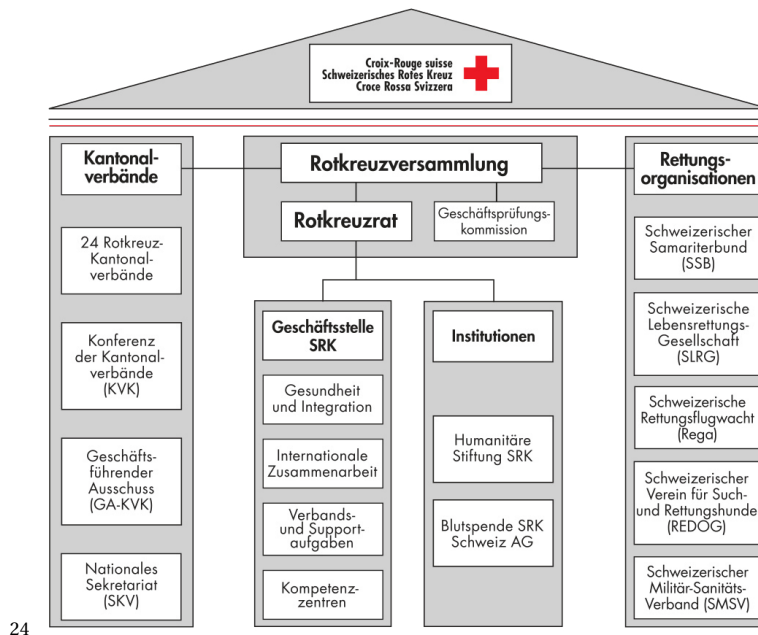 Croix-Rouge suisse
Schweizerisches Rotes Kreuz
Croce Rossa Svizzera
Kantonal-
verbände
24 Rotkreuz-
Kantonal-
verbände
Konferenz
der Kantonal-
verbände
(KVK)
Geschäfts-
führender
Ausschuss
(GA-KVK)
Nationales
Sekretariat
(SKV)
Rotkreuzversammlung
Rotkreuzrat
Geschäftsprüfungs-
kommission
Geschäftsstelle
SRK
Gesundheit
und Integration
Internationale
Zusammenarbeit
Verbands-
und Support-
aufgaben
Kompetenz-
zentren
Institutionen
Humanitäre
Stiftung SRK
Blutspende SRK
Schweiz AG
Rettungs-
organisationen
Schweizerischer
Samariterbund
(SSB)
Schweizerische
Lebensrettungs-
Gesellschaft
(SLRG)
Schweizerische
Rettungsflugwacht
(Rega)
Schweizerischer
Verein für Such-
und Rettungshunde
(REDOG)
Schweizerischer
Militär-Sanitäts-
Verband (SMSV)
24